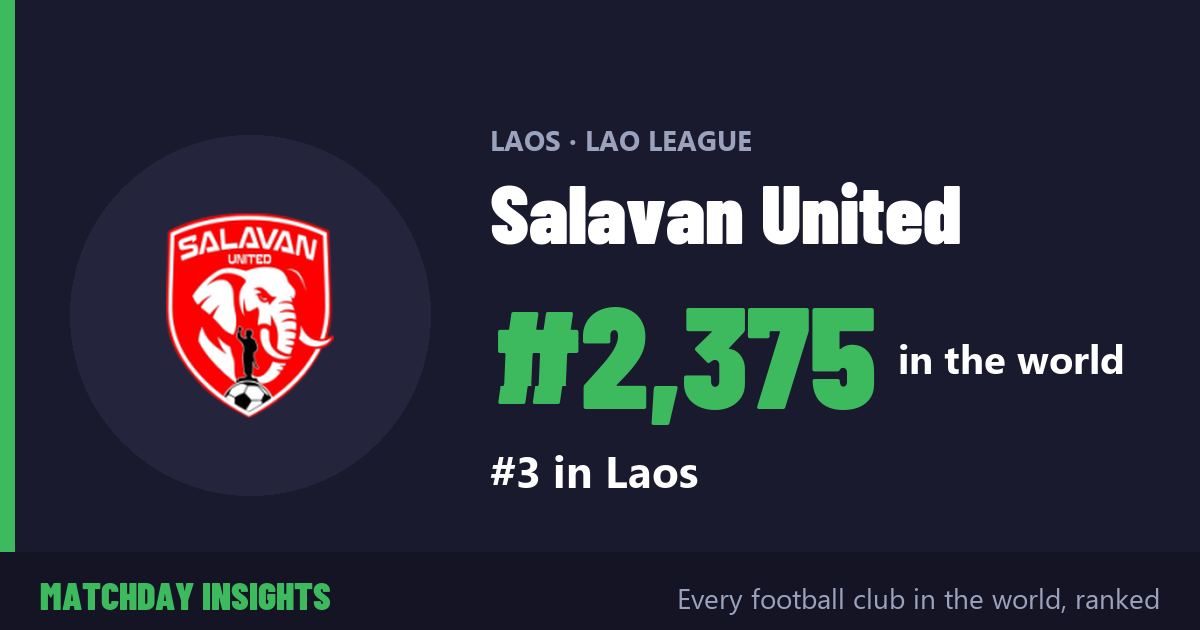 LAOS · LAO LEAGUE
Salavan United
SALAVAN
UNITED
#2,375 in the world
#3 in Laos
MATCHDAY INSIGHTS
Every football club in the world, ranked